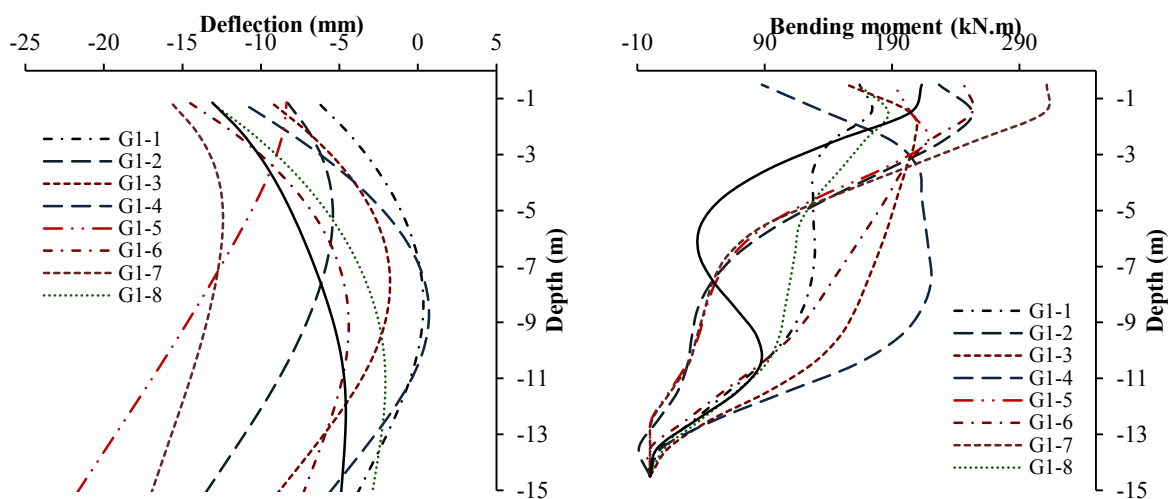 Deflection (mm)
-25 -20 -15 -10 -5 0 5
-1
-3
-5
-7
-9
-11
-13
-15
Depth (m)
G1-1
G1-2
G1-3
G1-4
G1-5
G1-6
G1-7
G1-8
Bending moment (kN.m)
-10 90 190 290
-1
-3
-5
-7
-9
-11
-13
-15
Depth (m)
G1-1
G1-2
G1-3
G1-4
G1-5
G1-6
G1-7
G1-8